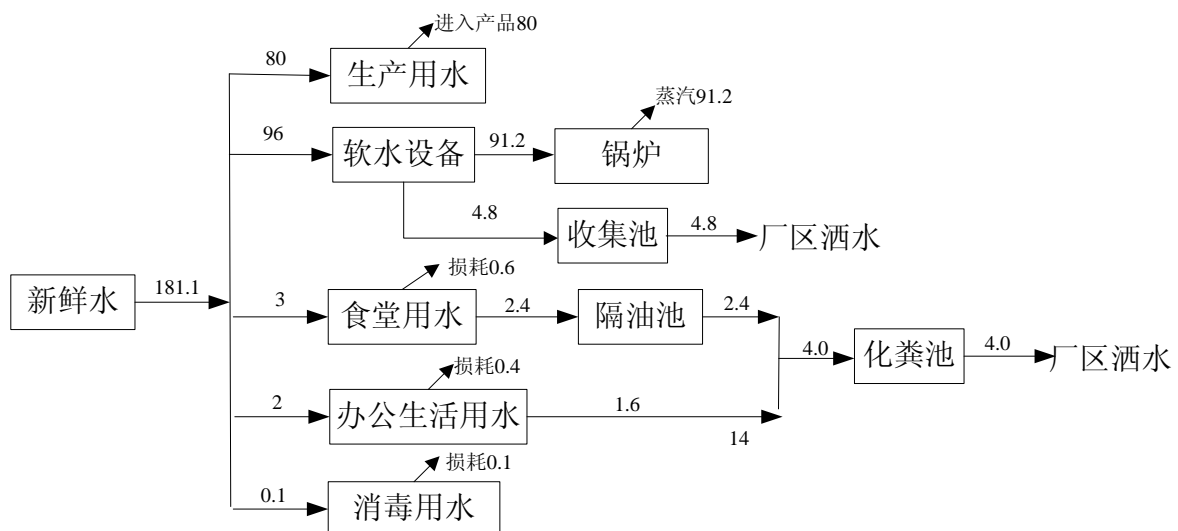 进入产品80
80
生产用水
蒸汽91.2
96
软水设备
91.2
锅炉
4.8
收集池
4.8
厂区洒水
损耗0.6
新鲜水
181.1
3
食堂用水
2.4
隔油池
2.4
4.0
化粪池
4.0
厂区洒水
损耗0.4
2
办公生活用水
1.6
14
损耗0.1
0.1
消毒用水